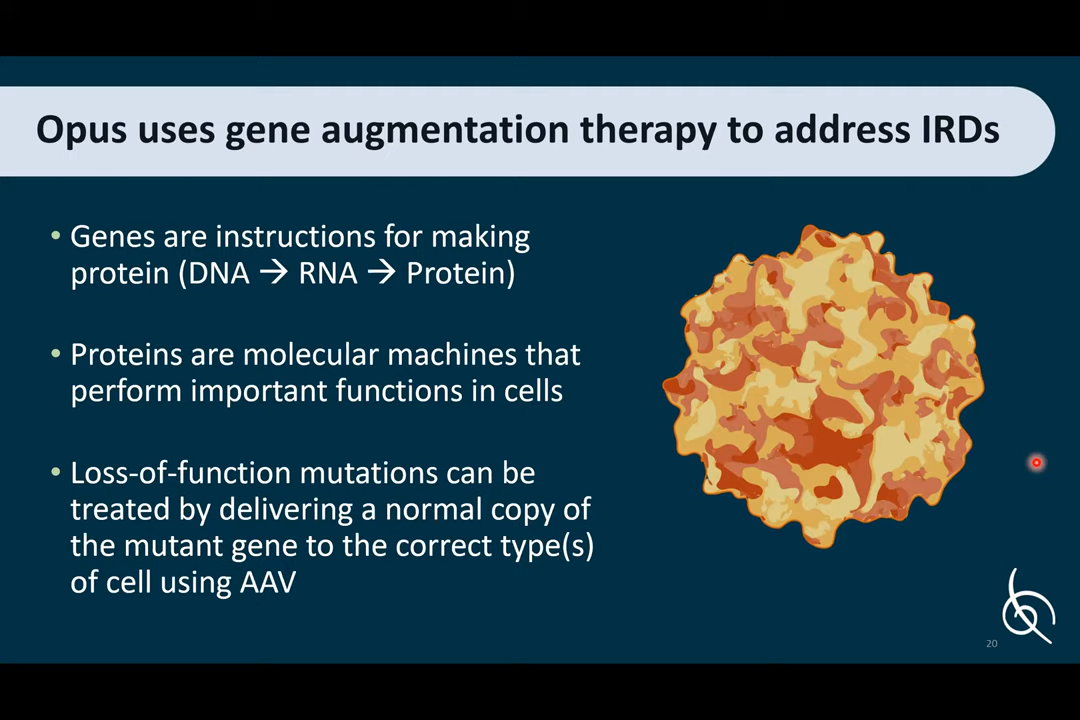 Opus uses gene augmentation therapy to address IRDs
• Genes are instructions for making
protein (DNA → RNA → Protein)
• Proteins are molecular machines that
perform important functions in cells
• Loss-of-function mutations can be
treated by delivering a normal copy of
the mutant gene to the correct type(s)
of cell using AAV
20